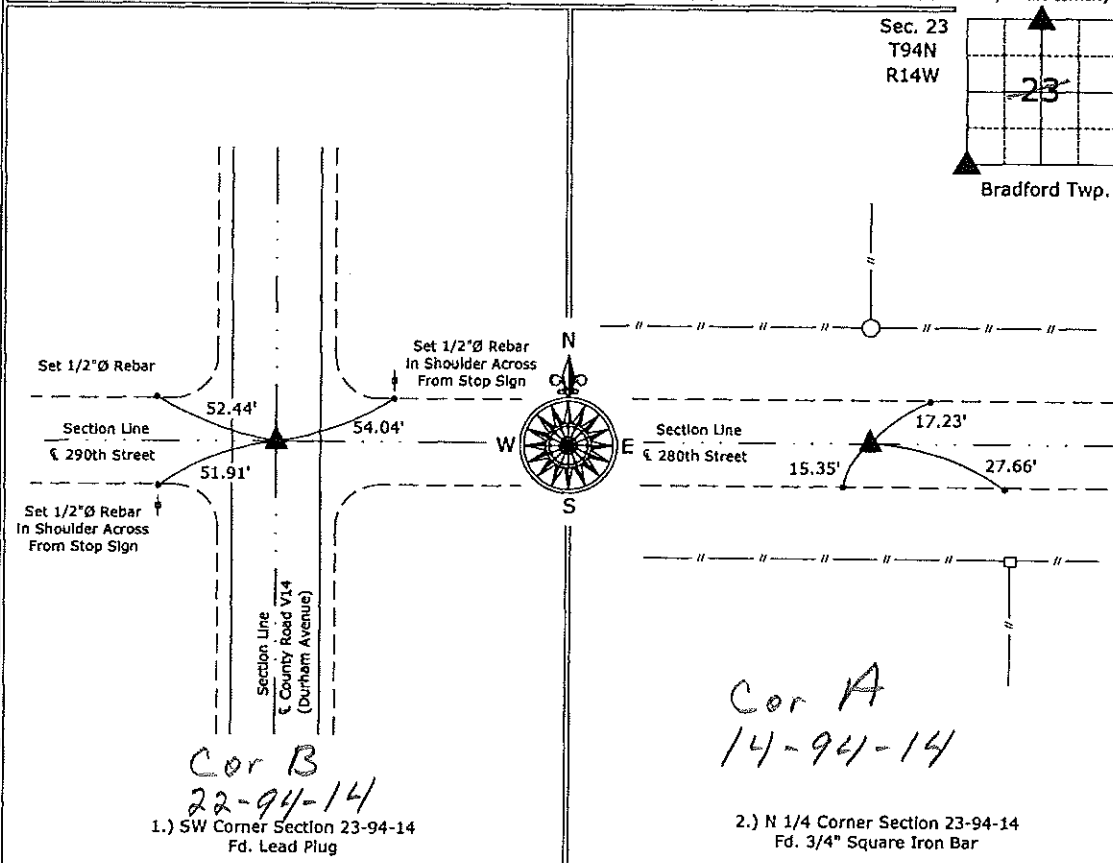 Sec. 23
T94N
R14W
23
Bradford Twp.
Set 1/2"Ø Rebar
52.44'
Set 1/2"Ø Rebar
In Shoulder Across
From Stop Sign
54.04'
Section Line
℄ 290th Street
51.91'
Set 1/2"Ø Rebar
In Shoulder Across
From Stop Sign
Section Line
℄ County Road V14
(Durham Avenue)
N
W
E
S
Section Line
℄ 280th Street
17.23'
15.35'
27.66'
Cor B
22-94-14
1.) SW Corner Section 23-94-14
Fd. Lead Plug
Cor A
14-94-14
2.) N 1/4 Corner Section 23-94-14
Fd. 3/4" Square Iron Bar